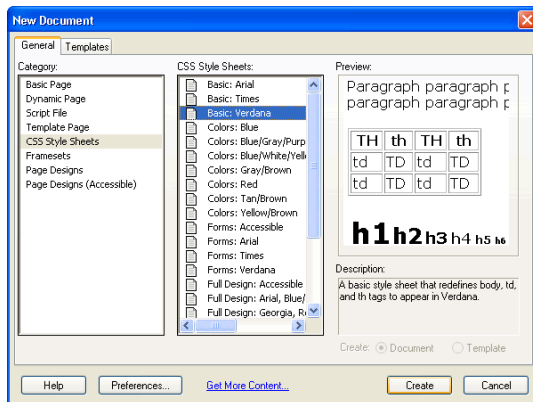 New Document
General Templates
Category:
Basic Page
Dynamic Page
Script File
Template Page
CSS Style Sheets
Framesets
Page Designs
Page Designs (Accessible)
CSS Style Sheets:
Basic: Arial
Basic: Times
Basic: Verdana
Colors: Blue
Colors: Blue/Gray/Purp
Colors: Blue/White/Yell
Colors: Gray/Brown
Colors: Red
Colors: Tan/Brown
Colors: Yellow/Brown
Forms: Accessible
Forms: Arial
Forms: Times
Forms: Verdana
Full Design: Accessible
Full Design: Arial, Blue/
Full Design: Georgia, R
Preview:
Paragraph paragraph p
paragraph paragraph p
TH th TH th
td TD td TD
td TD td TD
h1 h2 h3 h4 h5 h6
Description:
A basic style sheet that redefines body, td,
and th tags to appear in Verdana.
Create: Document Template
Help Preferences... Get More Content... Create Cancel